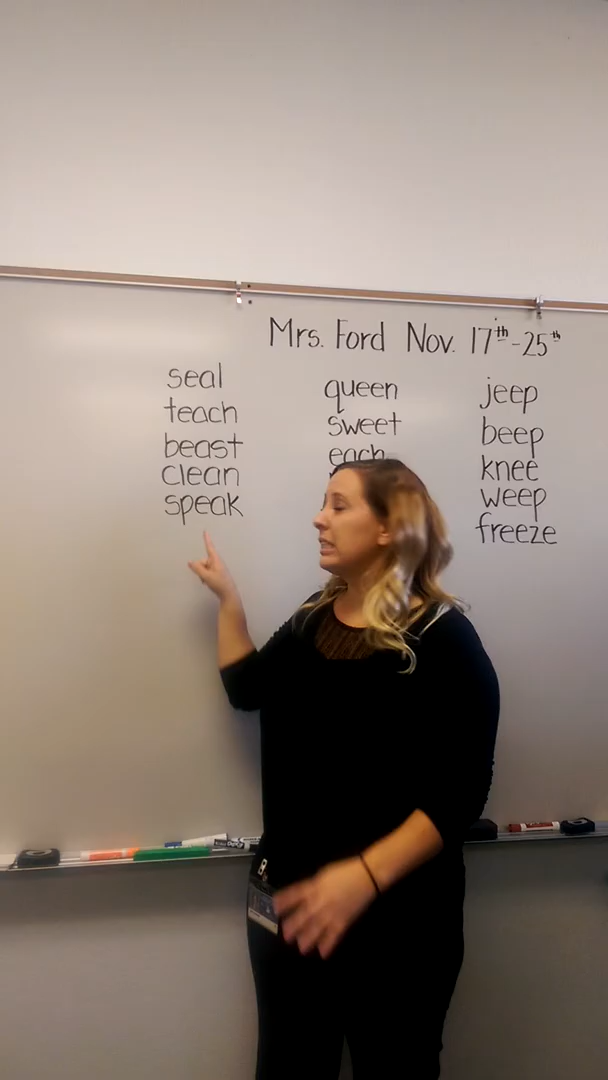 Mrs. Ford Nov. 17th-25th
seal
teach
beast
clean
speak
queen
sweet
each
jeep
beep
knee
weep
freeze